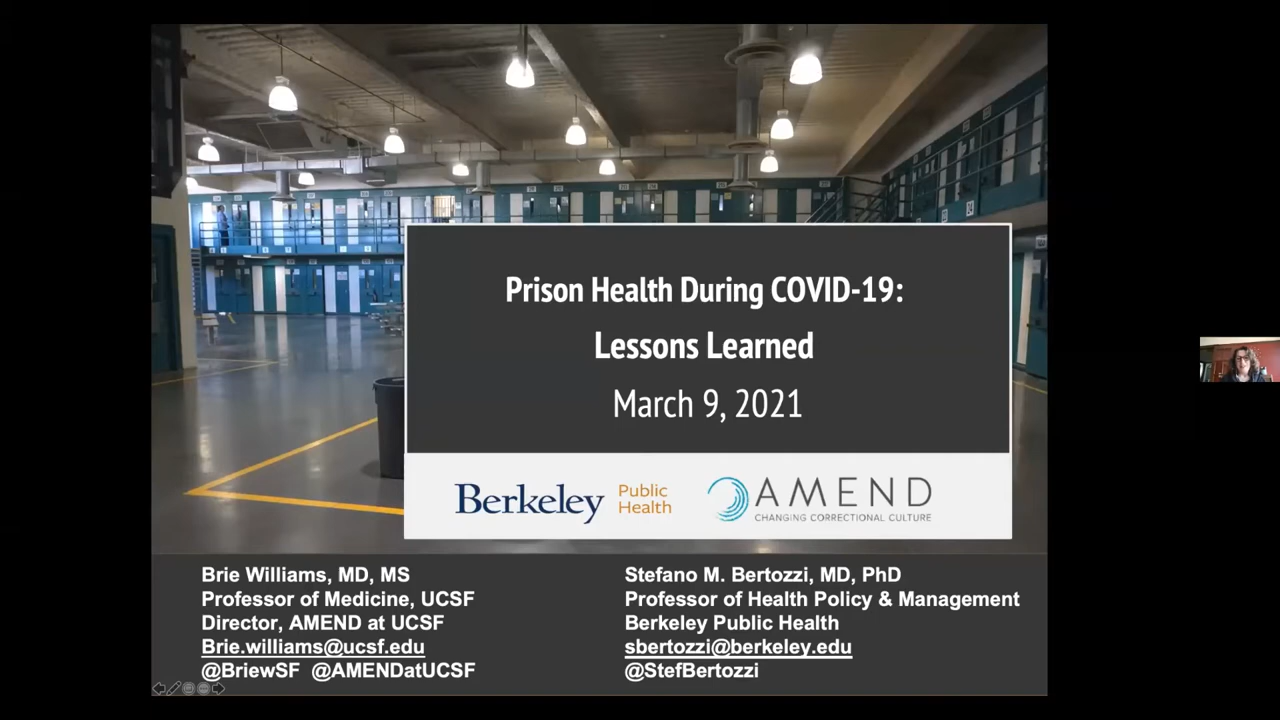 Prison Health During COVID-19:
Lessons Learned
March 9, 2021
Berkeley Public Health
AMEND
CHANGING CORRECTIONAL CULTURE
Brie Williams, MD, MS
Professor of Medicine, UCSF
Director, AMEND at UCSF
Brie.williams@ucsf.edu
@BriewSF @AMENDatUCSF
Stefano M. Bertozzi, MD, PhD
Professor of Health Policy & Management
Berkeley Public Health
sbertozzi@berkeley.edu
@StefBertozzi